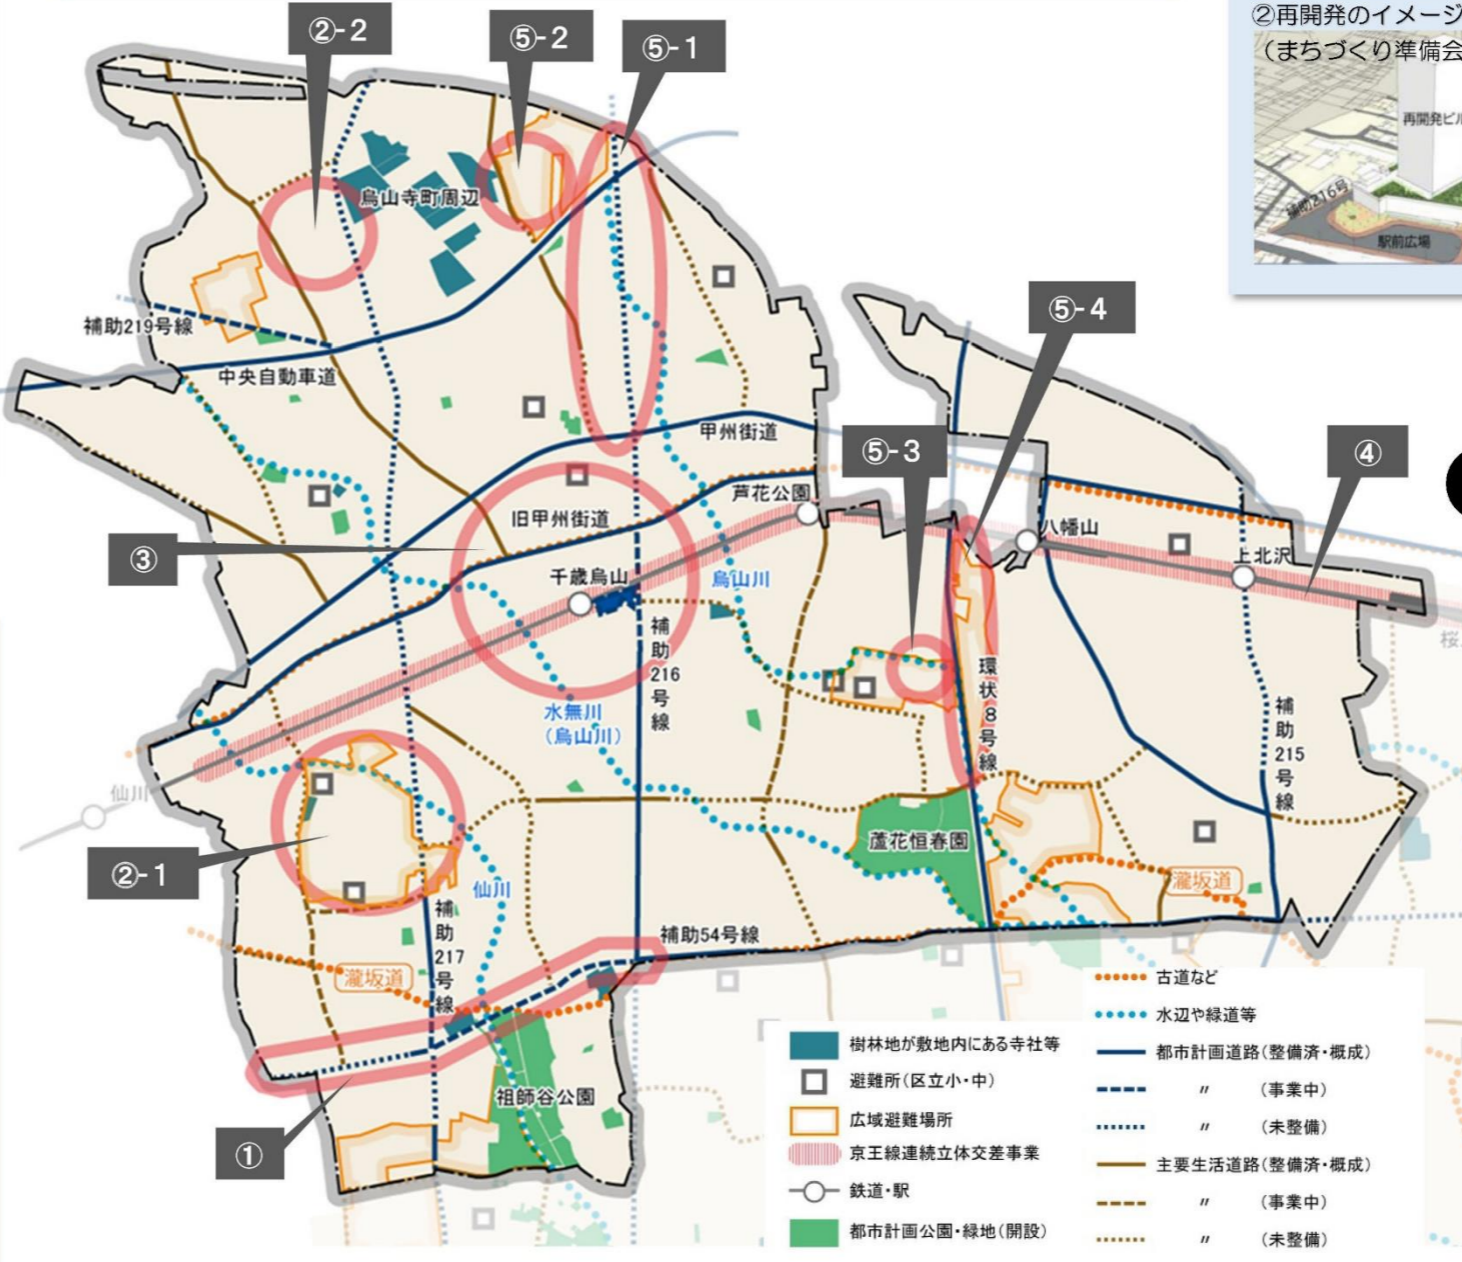 ②-2
⑤-2
⑤-1
②再開発のイメージ
（まちづくり準備会
再開発ビル
補助216号
駅前広場
烏山寺町周辺
補助219号線
中央自動車道
⑤-4
甲州街道
⑤-3
④
芦花公園
旧甲州街道
八幡山
③
上北沢
千歳烏山
烏山川
補助216号線
環状8号線
補助215号線
水無川
（烏山川）
仙川
蘆花恒春園
②-1
仙川
瀧坂道
補助217号線
補助54号線
瀧坂道
祖師谷公園
①
樹林地が敷地内にある寺社等
避難所（区立小・中）
広域避難場所
京王線連続立体交差事業
鉄道・駅
都市計画公園・緑地（開設）
古道など
水辺や緑道等
都市計画道路（整備済・概成）
〃 （事業中）
〃 （未整備）
主要生活道路（整備済・概成）
〃 （事業中）
〃 （未整備）